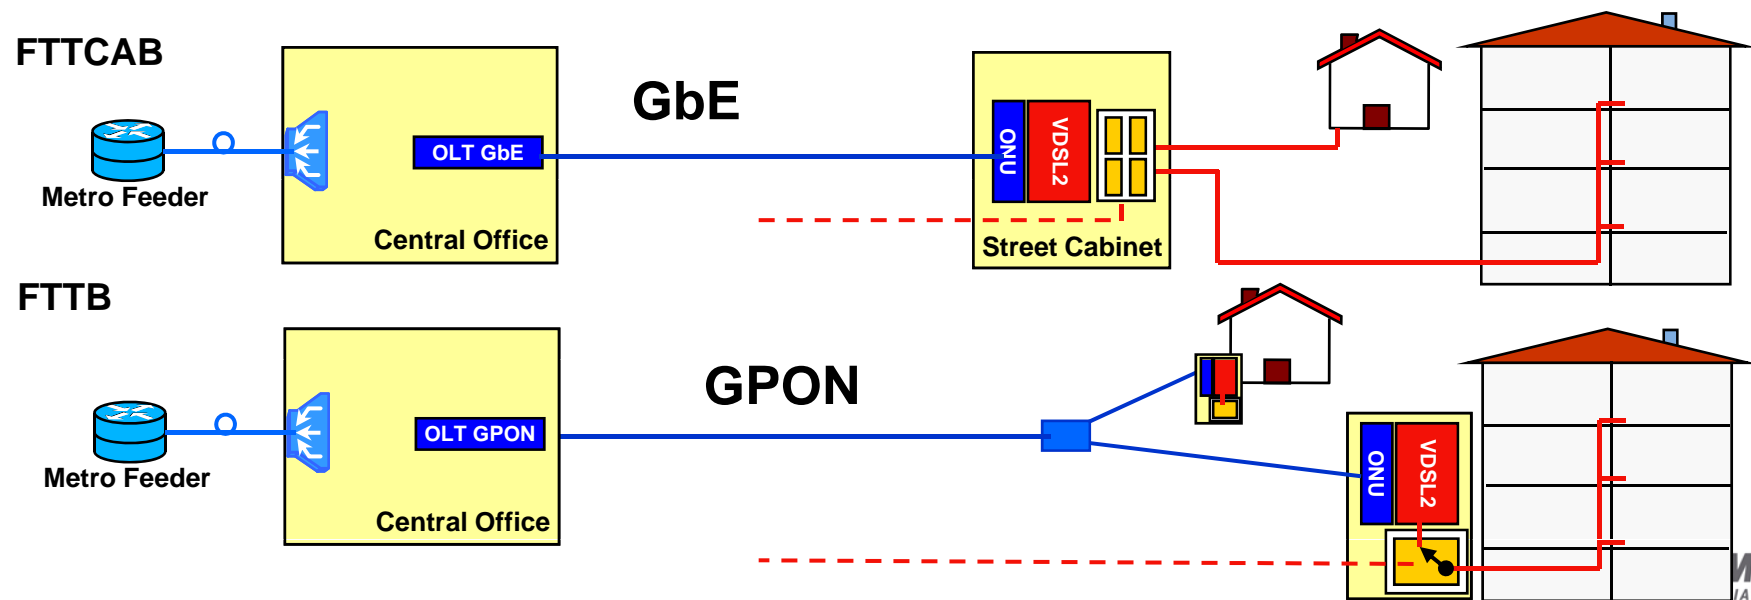 FTTCAB
GbE
OLT GbE
ONU
VDSL2
Metro Feeder
Central Office
Street Cabinet
FTTB
GPON
OLT GPON
ONU
VDSL2
Metro Feeder
Central Office